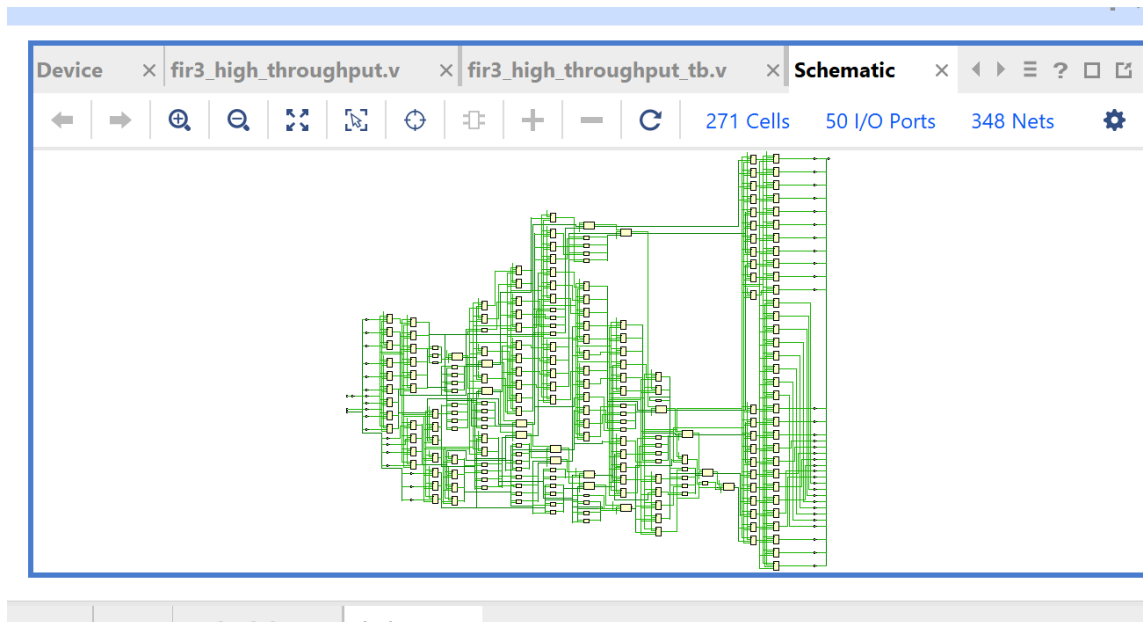 Device fir3_high_throughput.v fir3_high_throughput_tb.v Schematic
271 Cells 50 I/O Ports 348 Nets